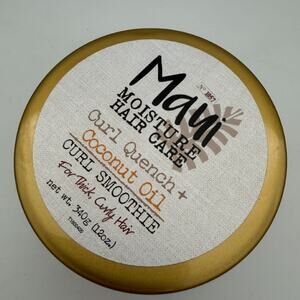 Maui
MOISTURE
HAIR CARE
Curl Quench +
Coconut Oil
CURL SMOOTHIE
For Thick, Curly Hair
net wt. 340g (12oz)